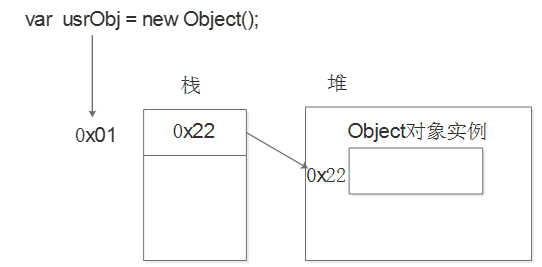 var usrObj = new Object();
栈
堆
0x01
0x22
Object对象实例
0x22